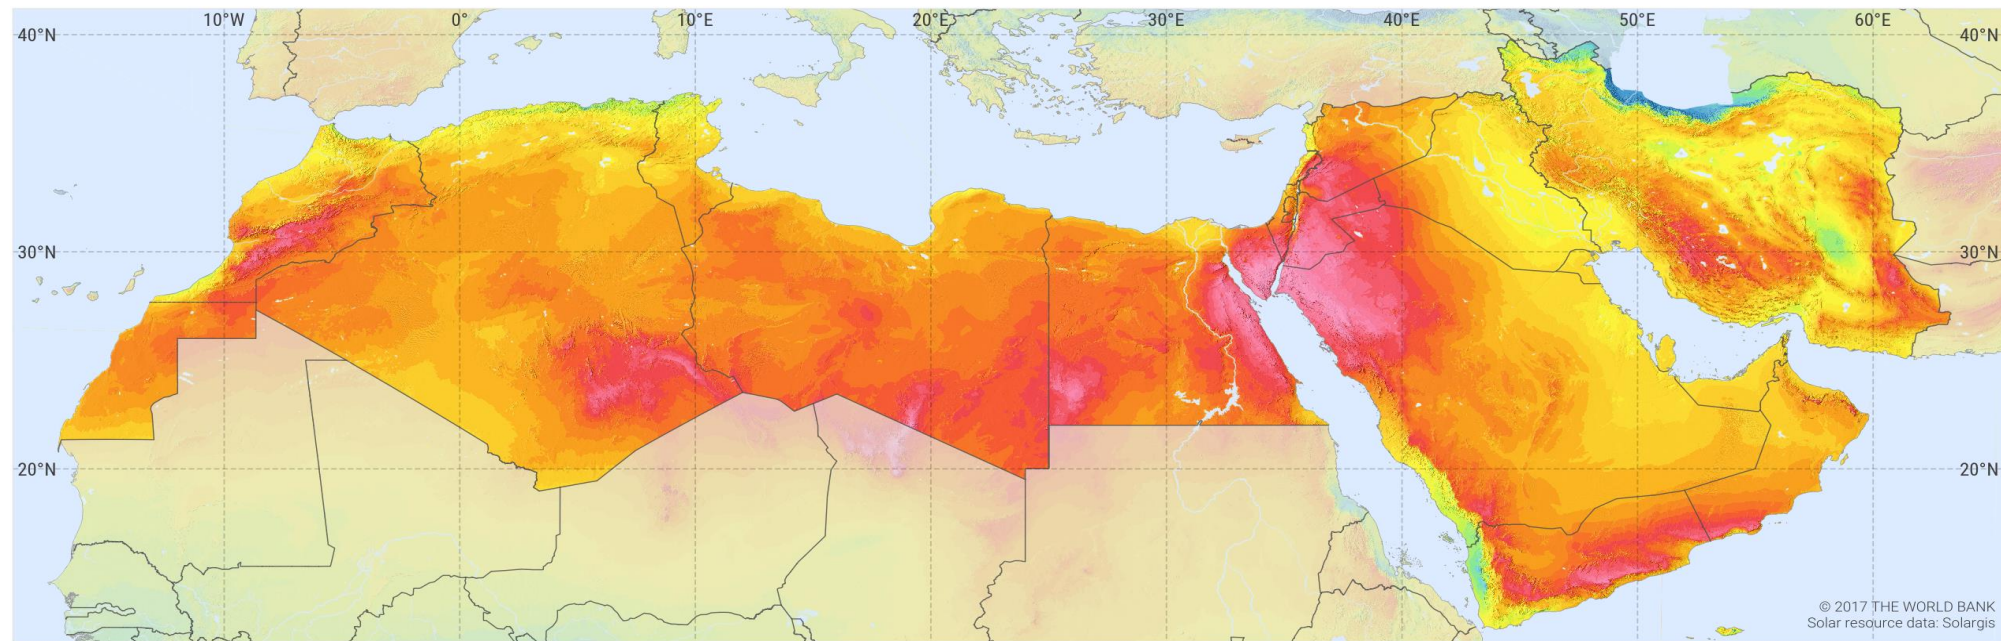 10°W 0° 10°E 20°E 30°E 40°E 50°E 60°E
40°N 40°N
30°N 30°N
20°N 20°N
© 2017 THE WORLD BANK
Solar resource data: Solargis